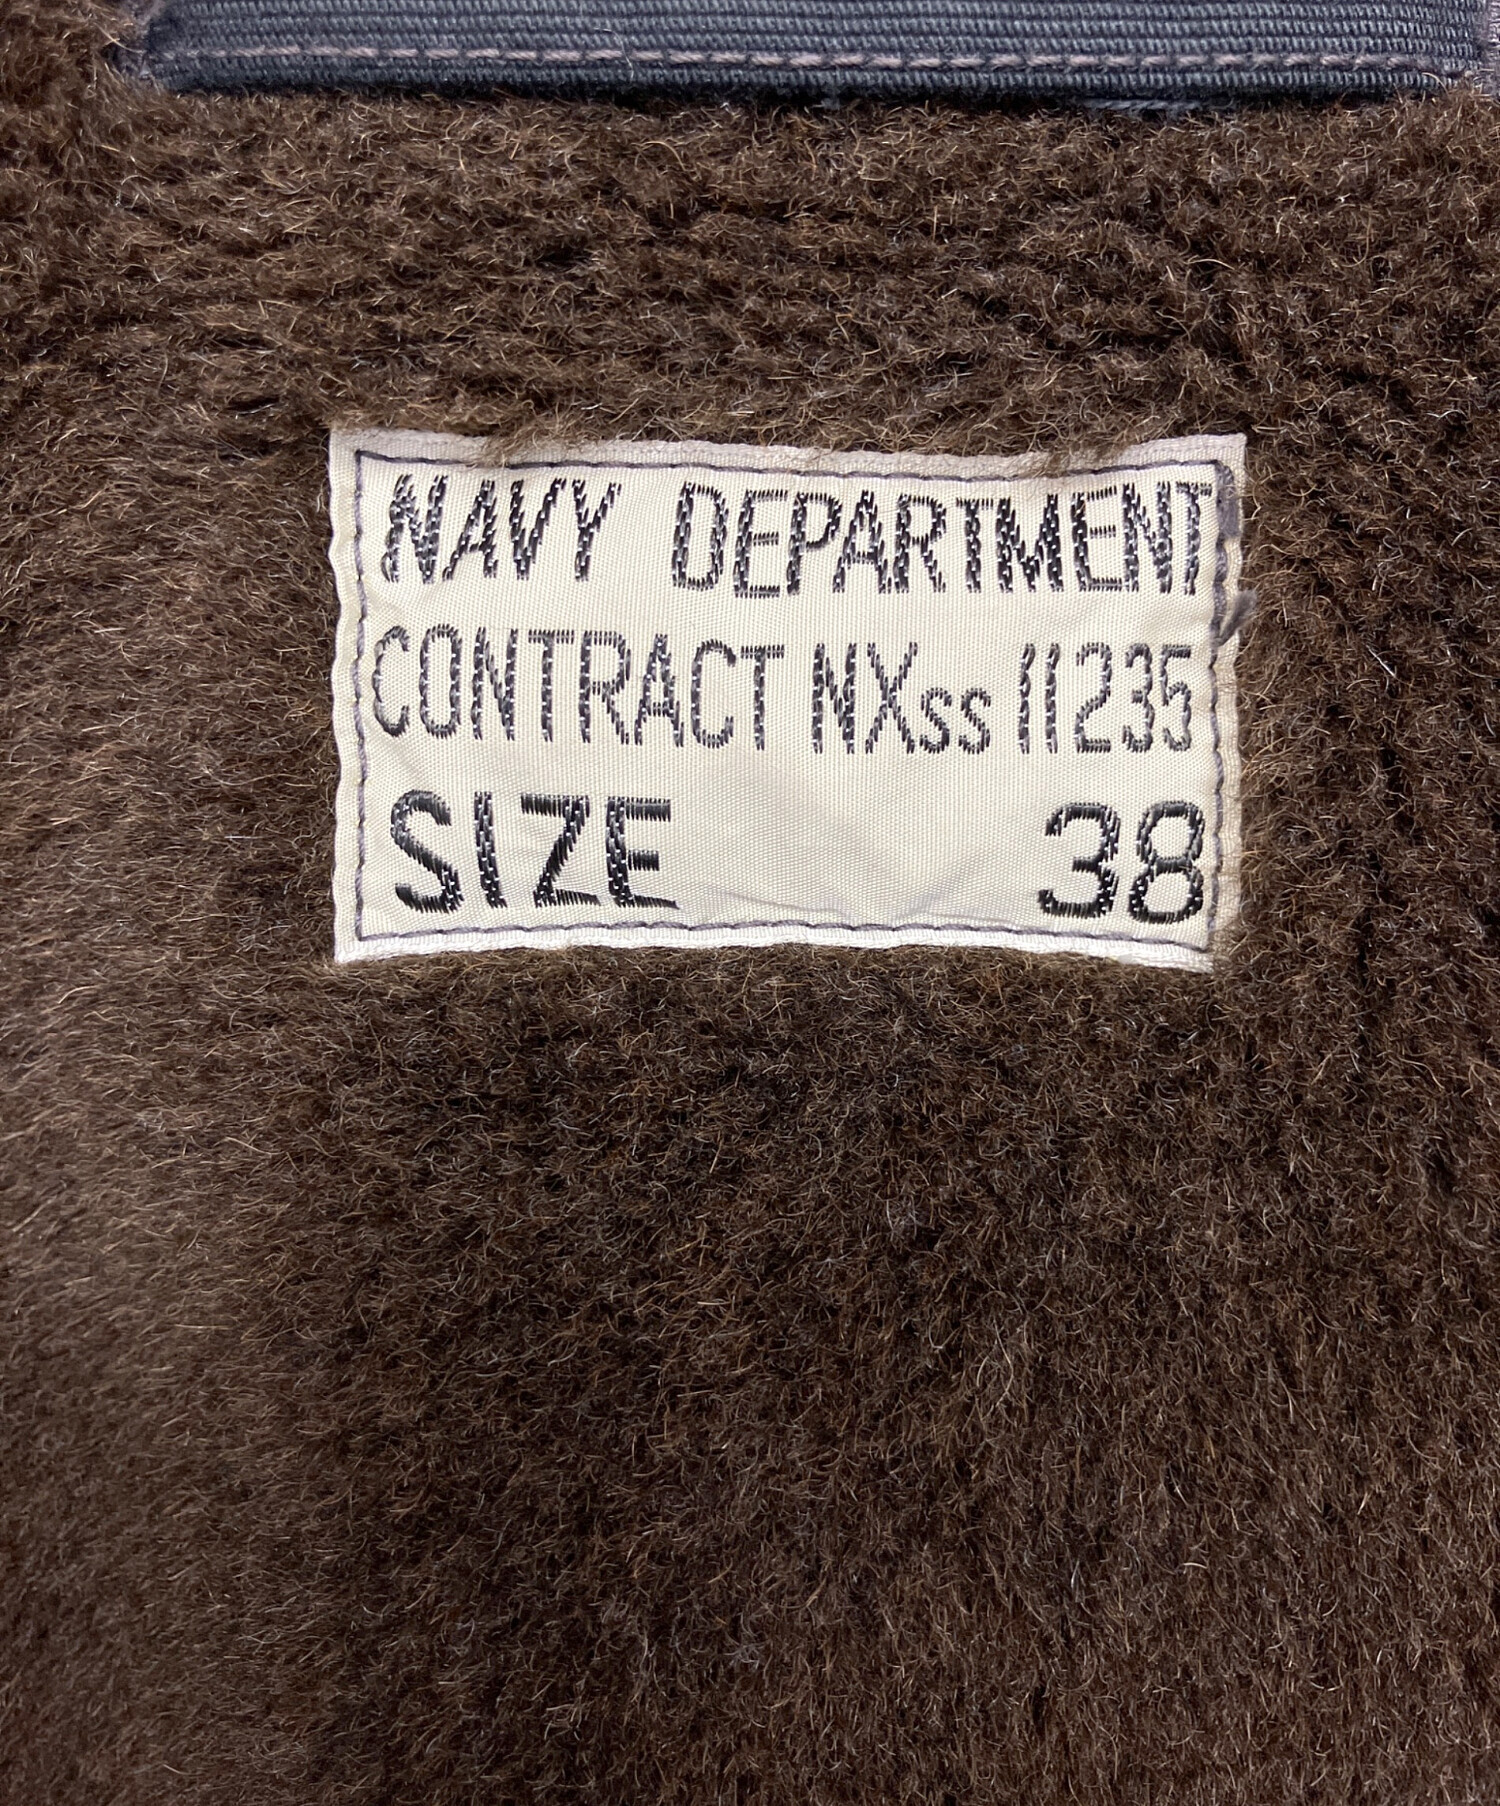 NAVY DEPARTMENT
CONTRACT NXss 11235
SIZE 38